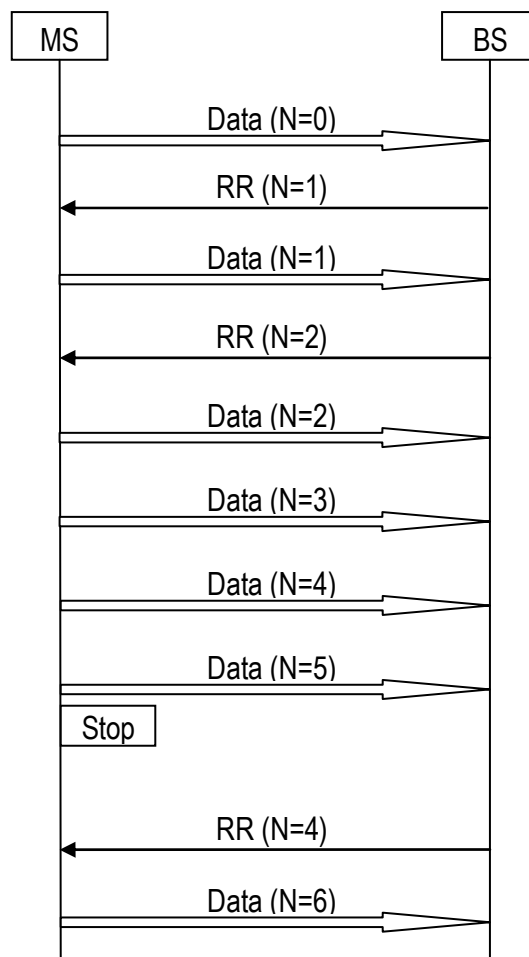 MS BS
Data (N=0)
RR (N=1)
Data (N=1)
RR (N=2)
Data (N=2)
Data (N=3)
Data (N=4)
Data (N=5)
Stop
RR (N=4)
Data (N=6)